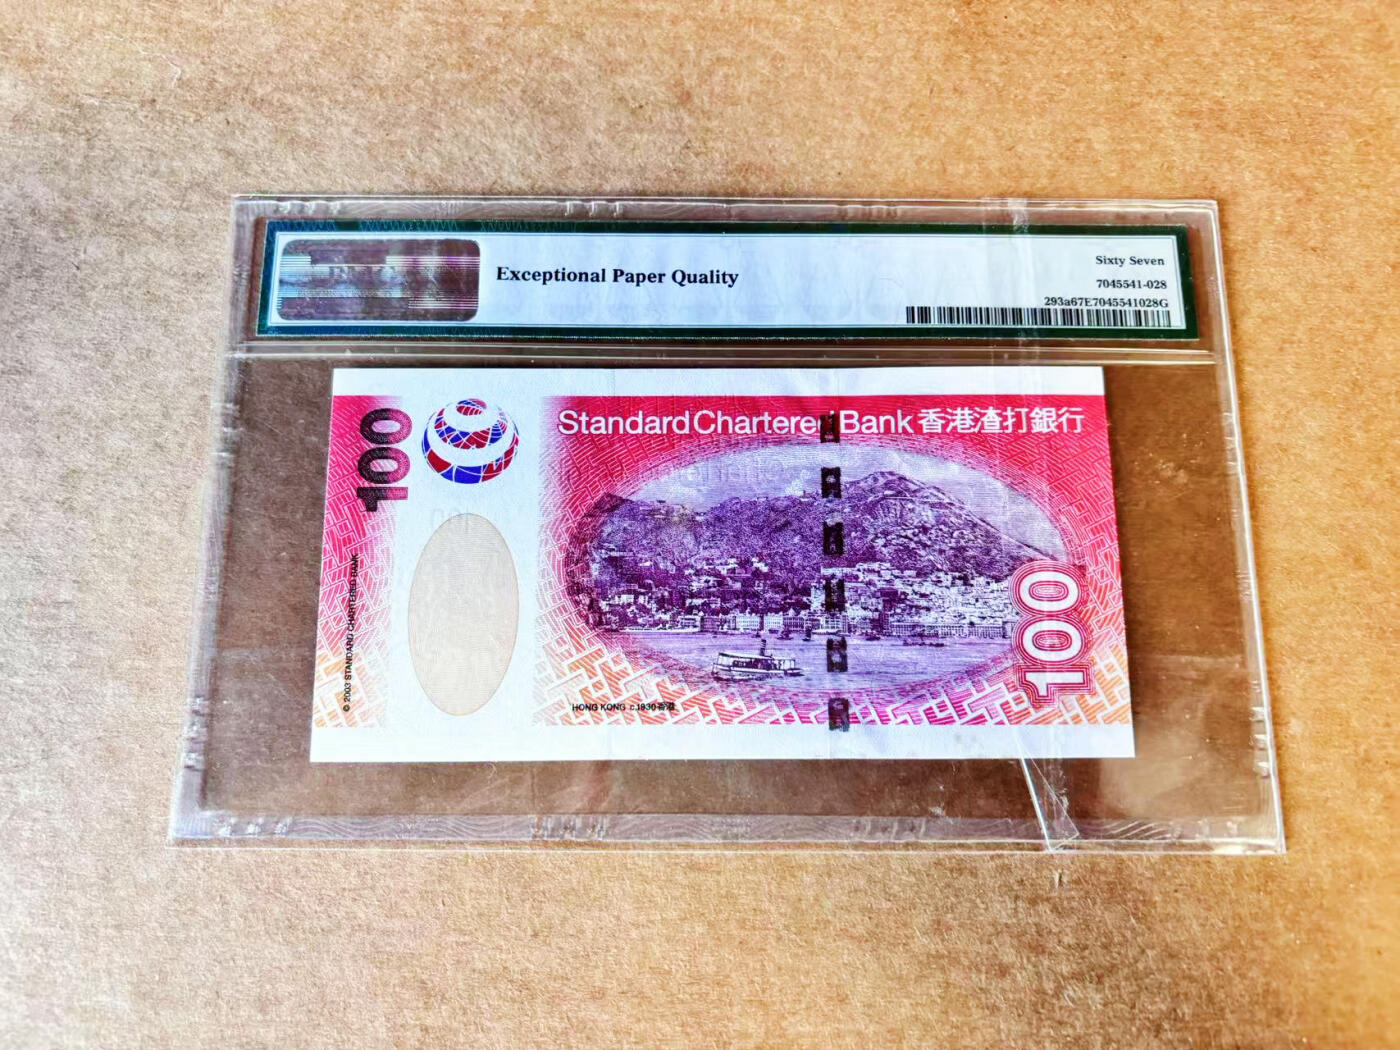 Exceptional Paper Quality
Sixty Seven
7045541-028
293a67E7045541028G
100
Standard Chartered Bank 香港渣打銀行
© 2003 STANDARD CHARTERED BANK
HONG KONG c.1930 香港
100